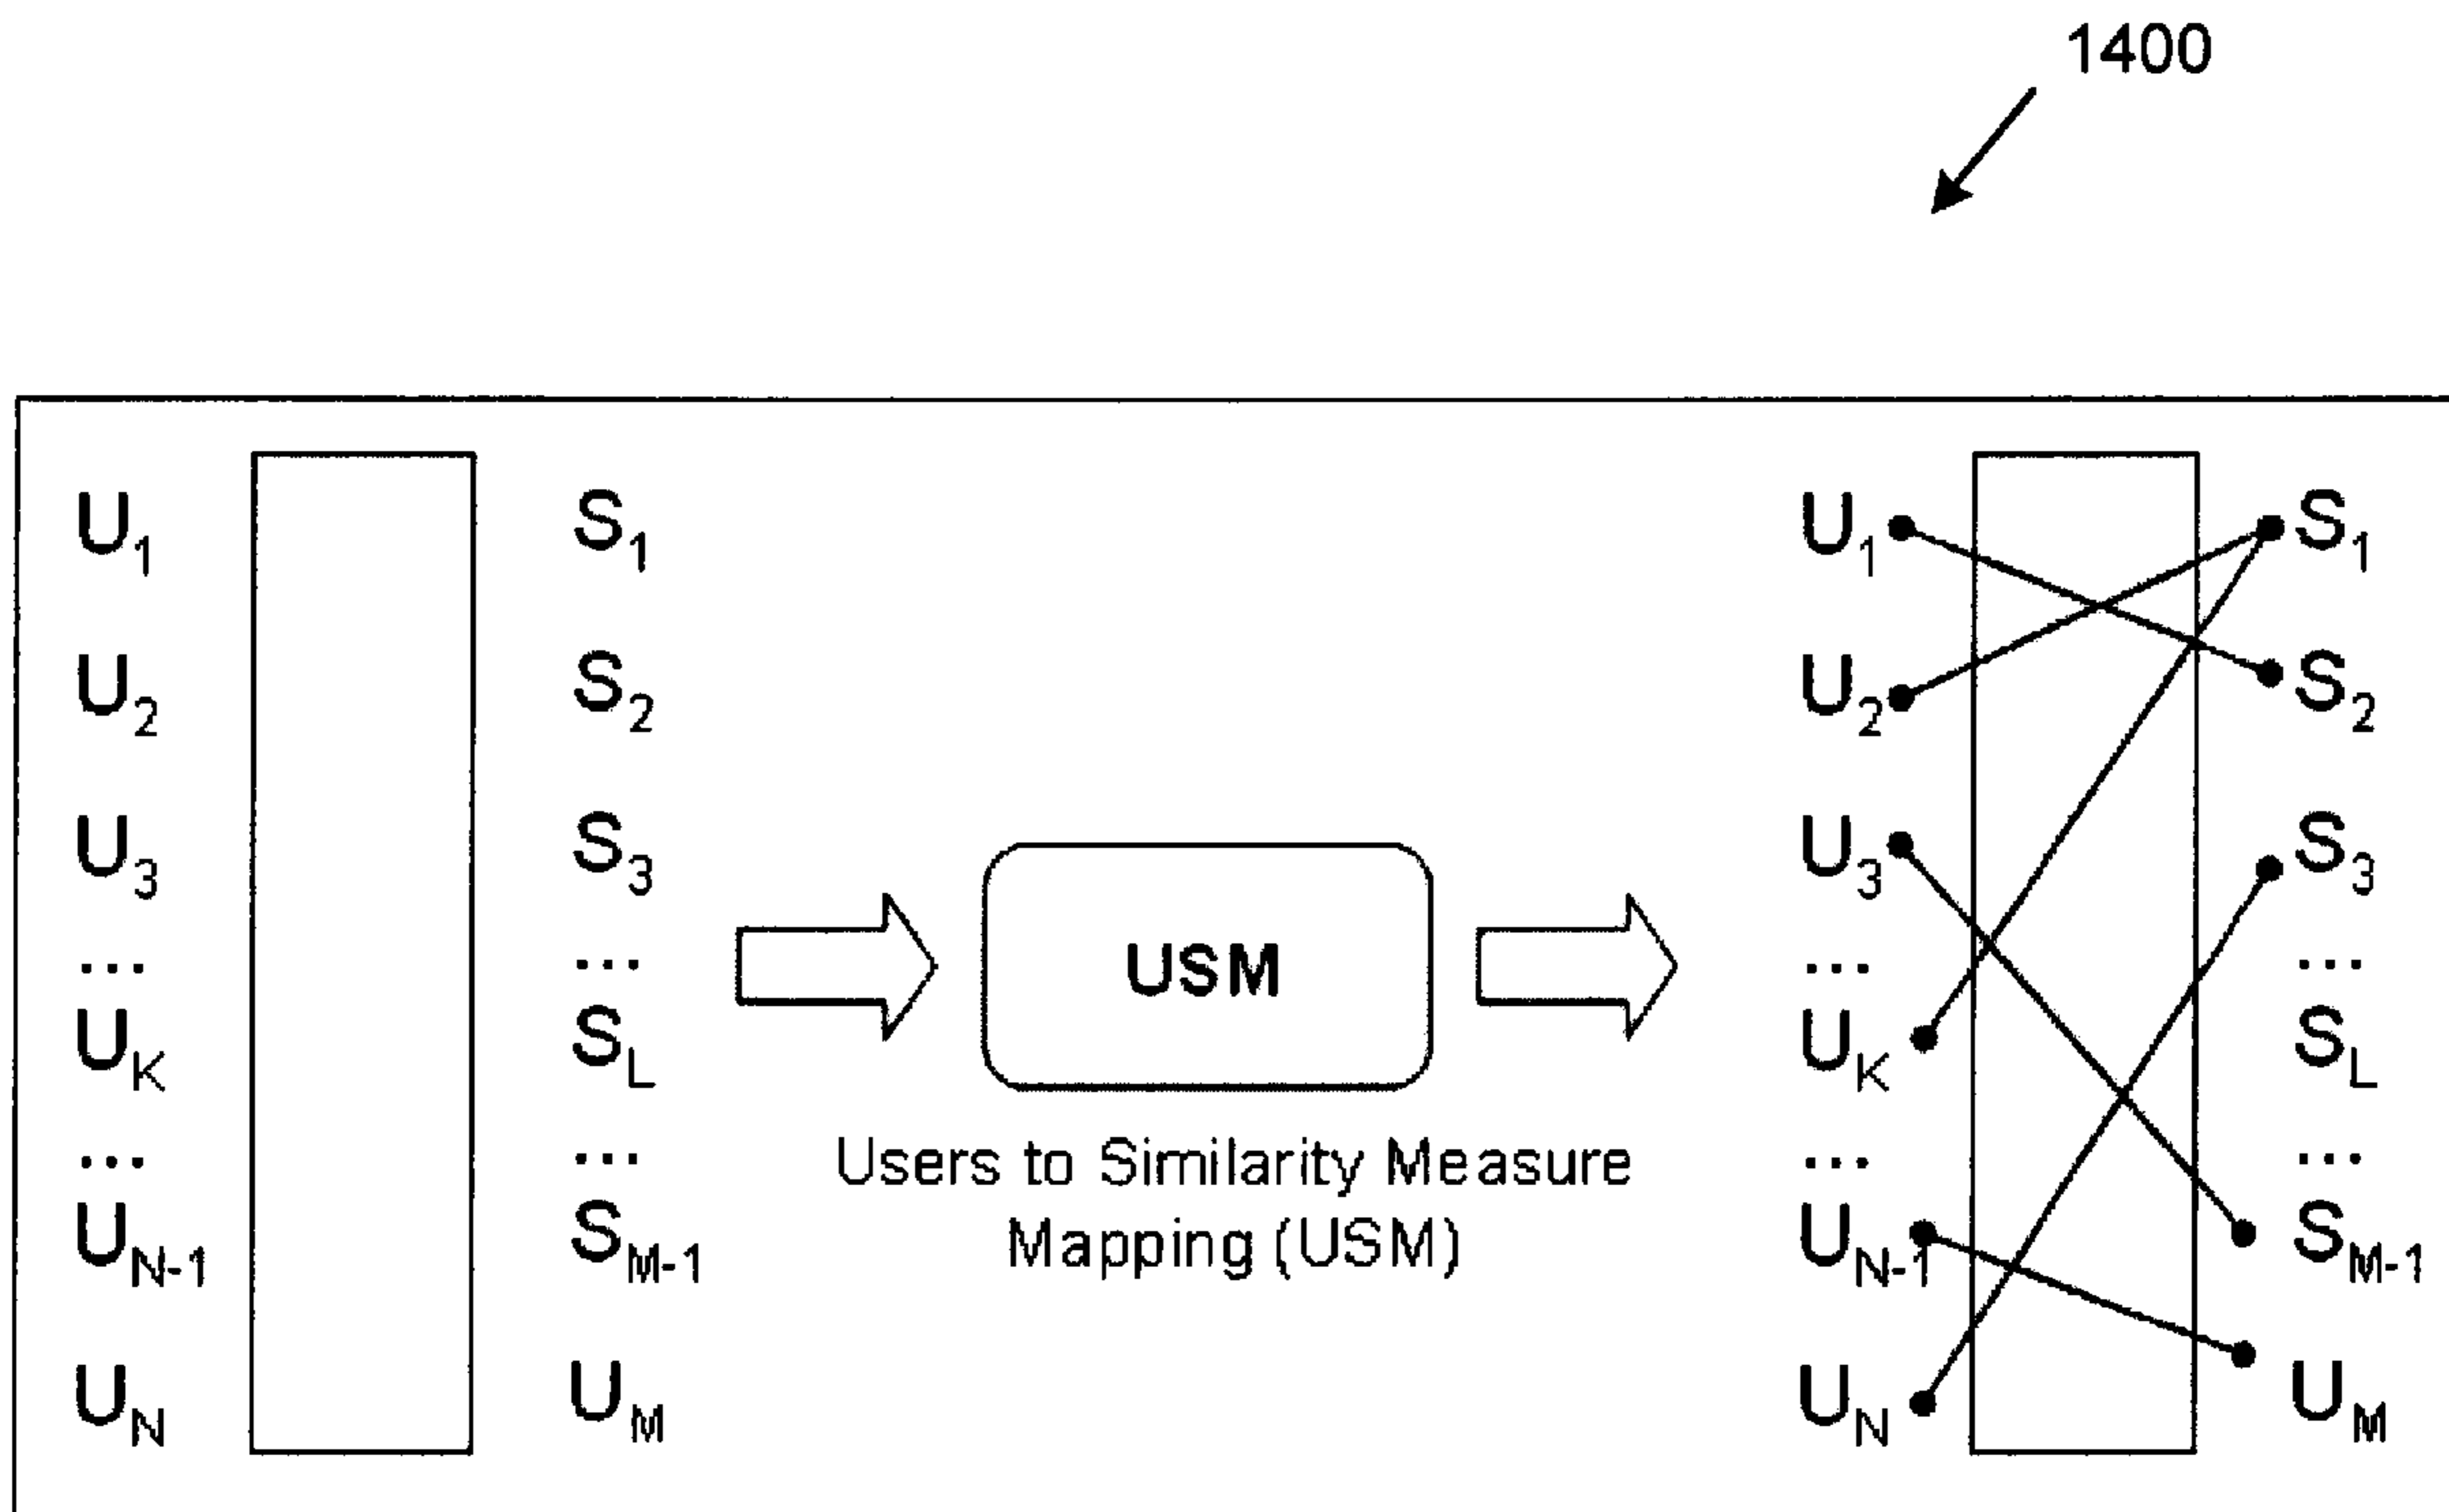 1400
U1 S1 U1 S1
U2 S2 U2 S2
U3 S3 U3 S3
... ... ... ...
UK SL USM UK SL
... ... ... ...
Users to Similarity Measure
UN-1 SM-1 Mapping (USM) UN-1 SM-1
UN UM UN UM